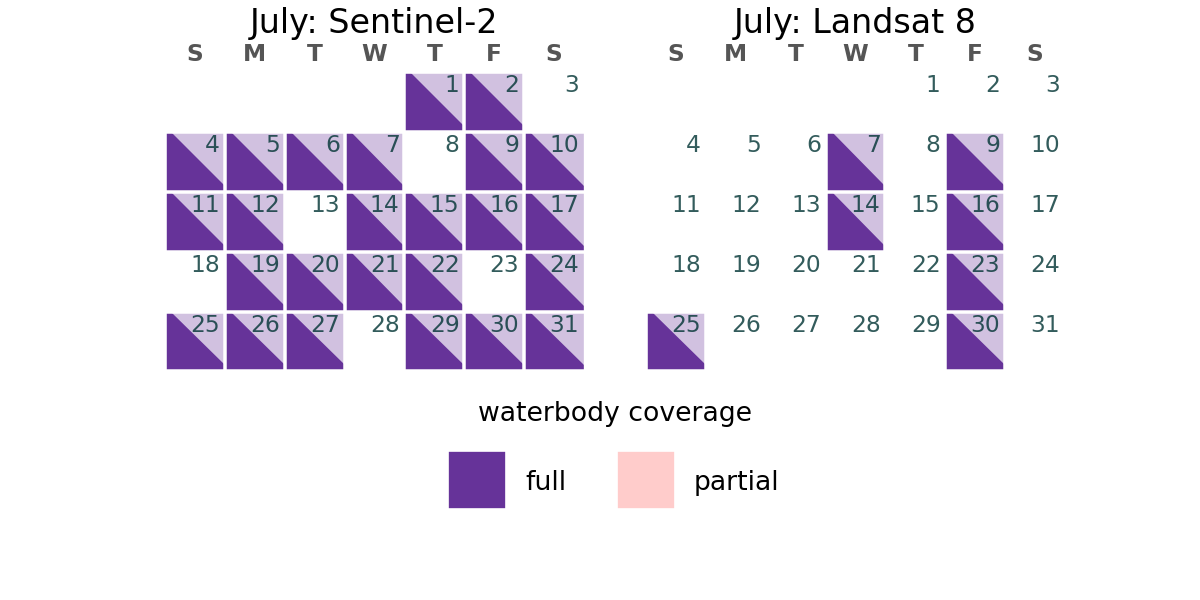 July: Sentinel-2
S M T W T F S
1 2 3
4 5 6 7 8 9 10
11 12 13 14 15 16 17
18 19 20 21 22 23 24
25 26 27 28 29 30 31
July: Landsat 8
S M T W T F S
1 2 3
4 5 6 7 8 9 10
11 12 13 14 15 16 17
18 19 20 21 22 23 24
25 26 27 28 29 30 31
waterbody coverage
full partial